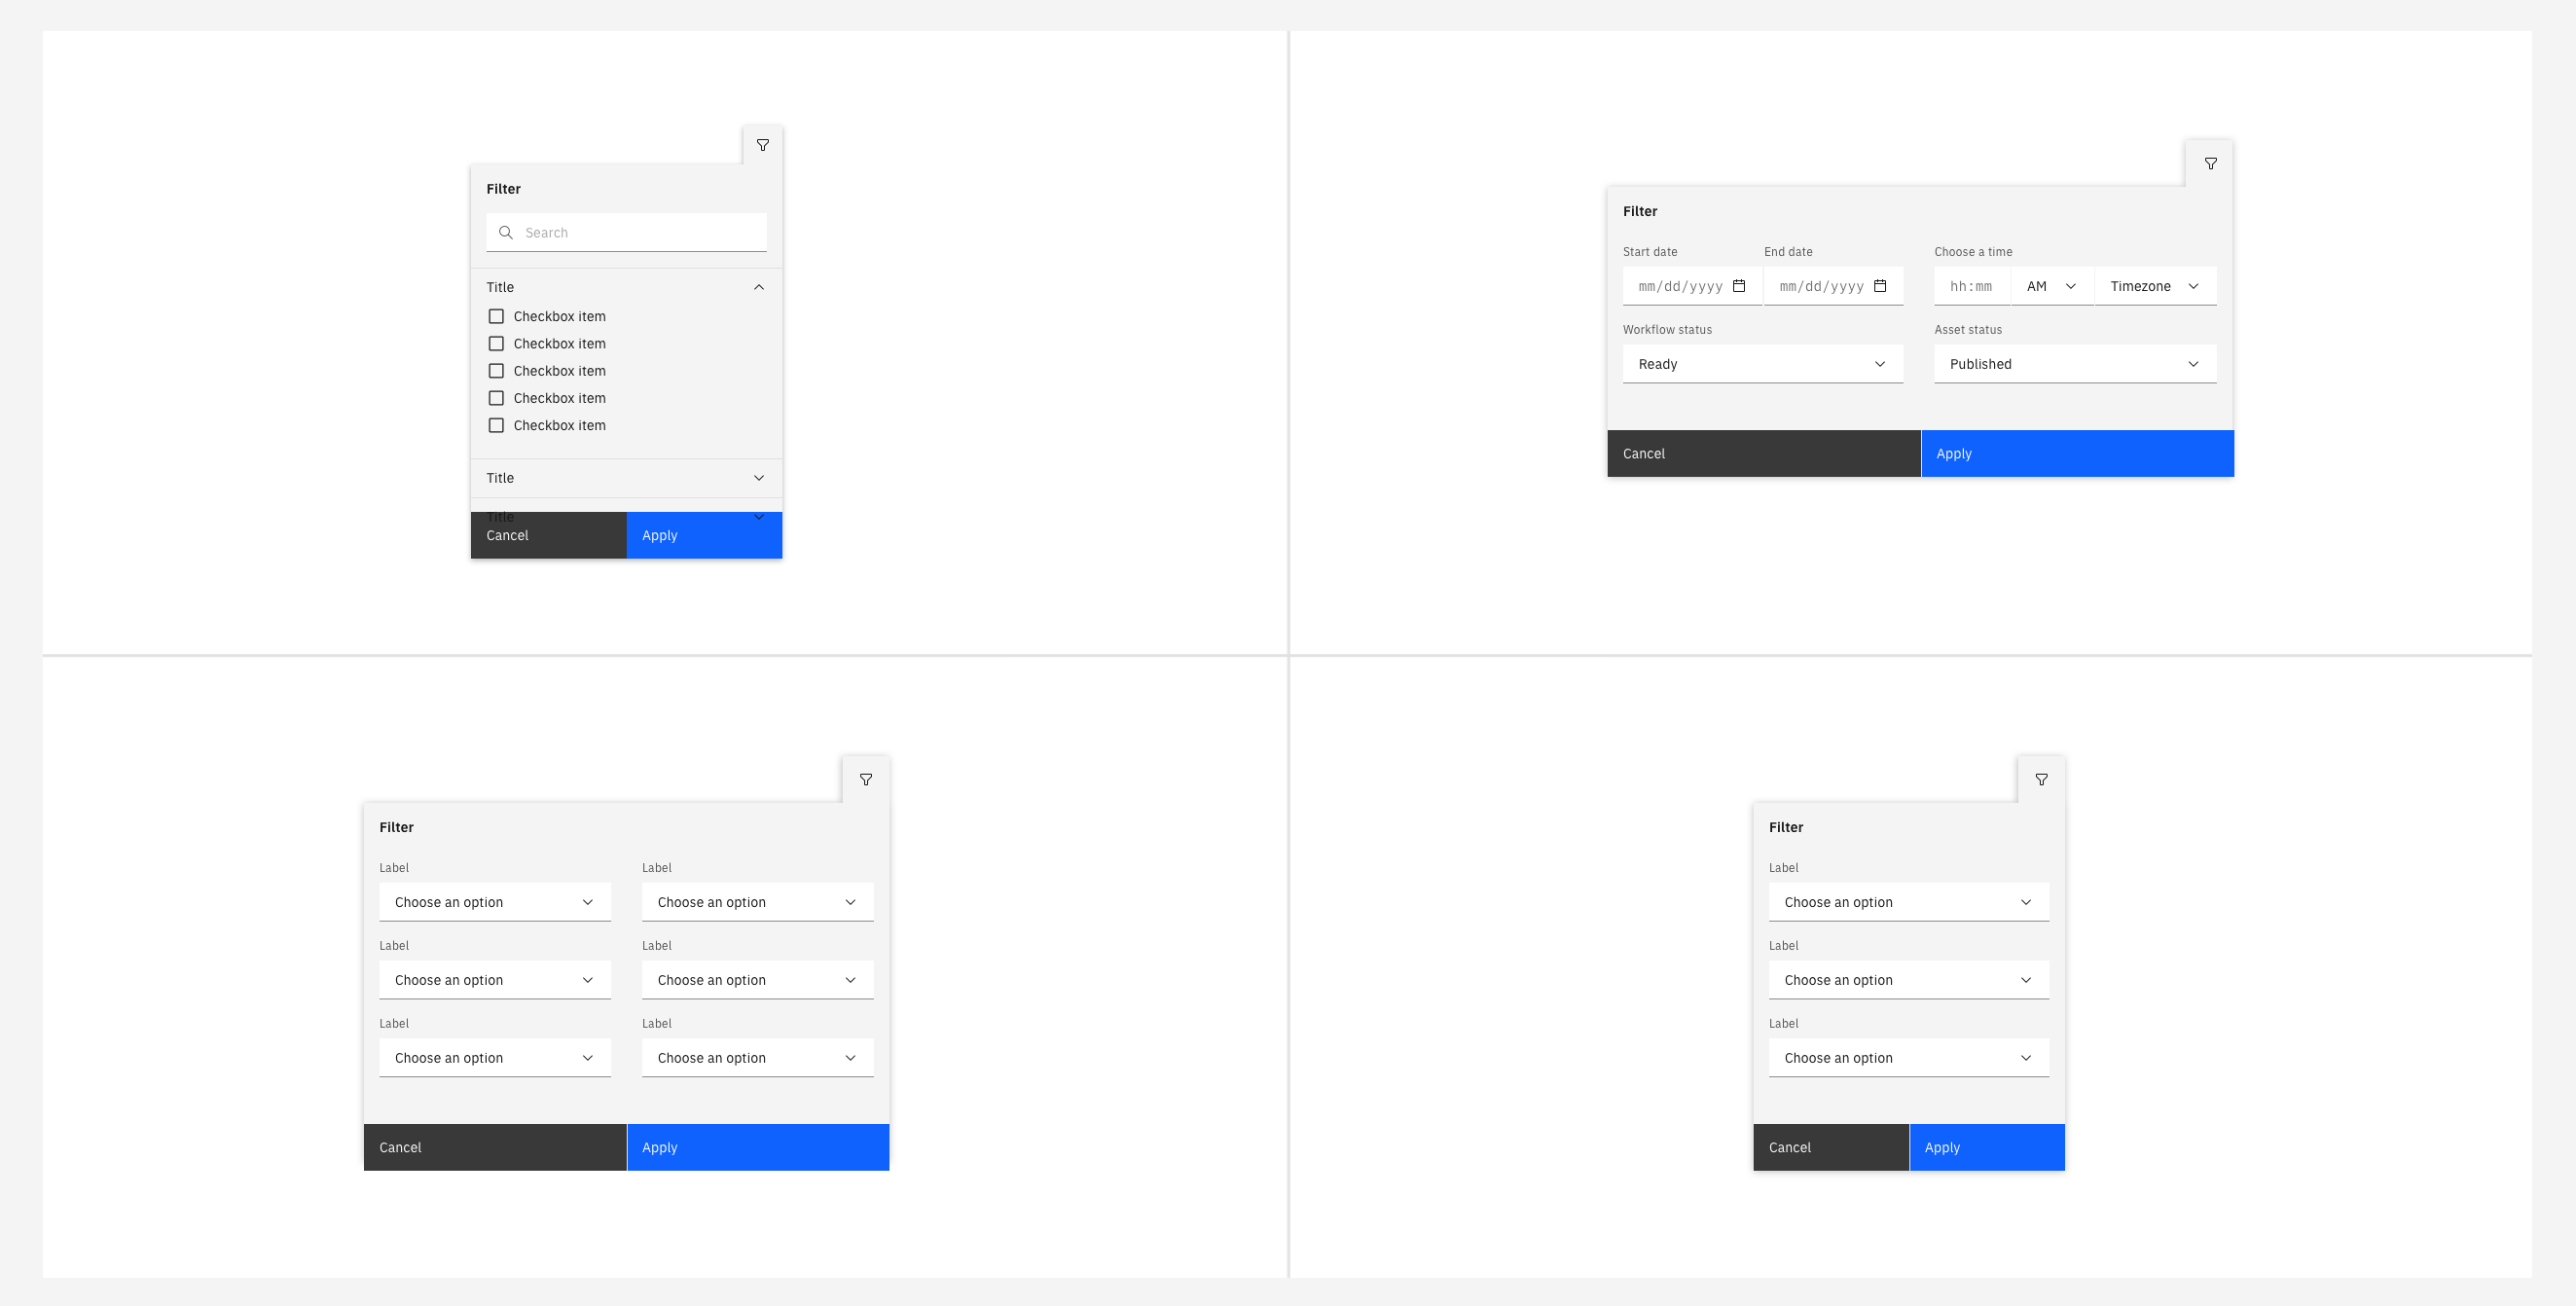 Filter
Search
Title
Checkbox item
Checkbox item
Checkbox item
Checkbox item
Checkbox item
Title
Title
Cancel Apply
Filter
Start date End date Choose a time
mm/dd/yyyy mm/dd/yyyy hh:mm AM Timezone
Workflow status Asset status
Ready Published
Cancel Apply
Filter
Label Label
Choose an option Choose an option
Label Label
Choose an option Choose an option
Label Label
Choose an option Choose an option
Cancel Apply
Filter
Label
Choose an option
Label
Choose an option
Label
Choose an option
Cancel Apply